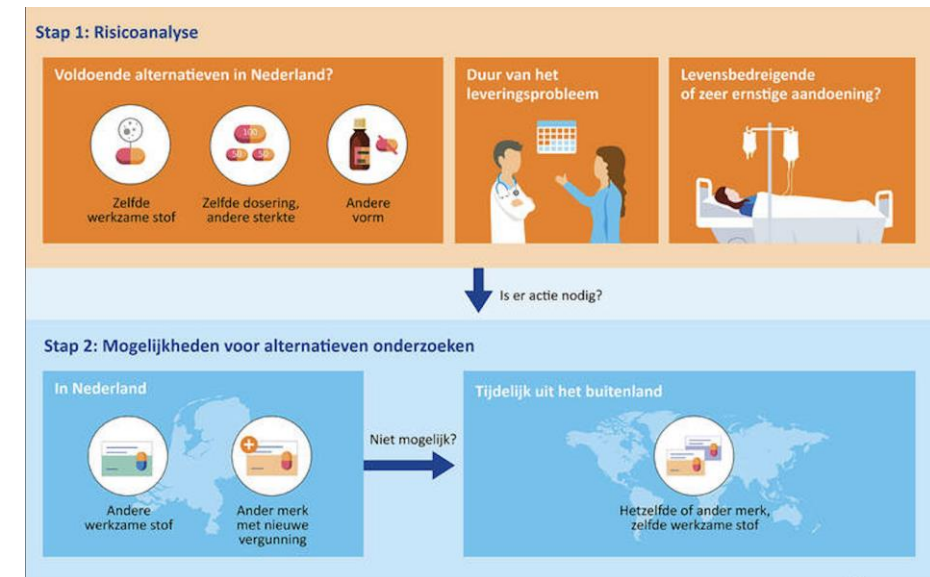 Stap 1: Risicoanalyse
Voldoende alternatieven in Nederland?
100
50 50
Zelfde
werkzame stof
Zelfde dosering,
andere sterkte
Andere
vorm
Duur van het
leveringsprobleem
Levensbedreigende
of zeer ernstige aandoening?
Is er actie nodig?
Stap 2: Mogelijkheden voor alternatieven onderzoeken
In Nederland
Andere
werkzame stof
Ander merk
met nieuwe
vergunning
Niet mogelijk?
Tijdelijk uit het buitenland
Hetzelfde of ander merk,
zelfde werkzame stof